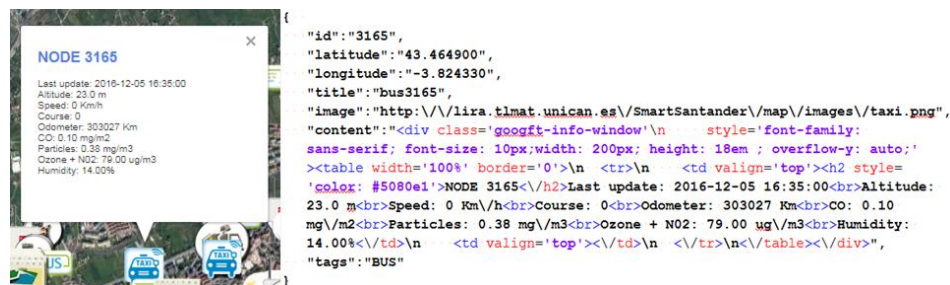 NODE 3165
Last update: 2016-12-05 16:35:00
Altitude: 23.0 m
Speed: 0 Km/h
Course: 0
Odometer: 303027 Km
CO: 0.10 mg/m2
Particles: 0.38 mg/m3
Ozone + N02: 79.00 ug/m3
Humidity: 14.00%
US
TAXI
TAXI
{
"id":"3165",
"latitude":"43.464900",
"longitude":"-3.824330",
"title":"bus3165",
"image":"http:\/\/lira.tlmat.unican.es\/SmartSantander\/map\/images\/taxi.png",
"content":"<div class='googft-info-window'\n style='font-family:
sans-serif; font-size: 10px;width: 200px; height: 18em ; overflow-y: auto;'
><table width='100%' border='0'>\n <tr>\n <td valign='top'><h2 style=
'color: #5080e1'>NODE 3165<\/h2>Last update: 2016-12-05 16:35:00<br>Altitude:
23.0 m<br>Speed: 0 Km\/h<br>Course: 0<br>Odometer: 303027 Km<br>CO: 0.10
mg\/m2<br>Particles: 0.38 mg\/m3<br>Ozone + N02: 79.00 ug\/m3<br>Humidity:
14.00%<\/td>\n <td valign='top'><\/td>\n <\/tr>\n<\/table><\/div>",
"tags":"BUS"
}